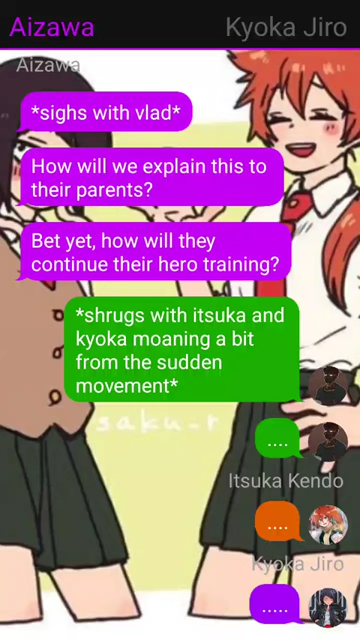 Aizawa
Kyoka Jiro
Aizawa
*sighs with vlad*
How will we explain this to
their parents?
Bet yet, how will they
continue their hero training?
*shrugs with itsuka and
kyoka moaning a bit
from the sudden
movement*
saku_r
....
Itsuka Kendo
....
Kyoka Jiro
.....